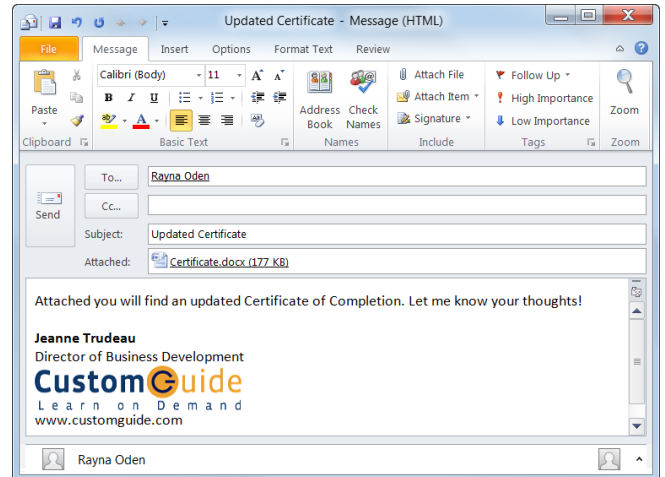 Updated Certificate - Message (HTML)
File Message Insert Options Format Text Review
Calibri (Body) 11 A A Attach File Follow Up
Paste B I U Address Book Check Names Attach Item High Importance Zoom
ab A Signature Low Importance
Clipboard Basic Text Names Include Tags Zoom
To... Rayna Oden
Send Cc...
Subject: Updated Certificate
Attached: Certificate.docx (177 KB)
Attached you will find an updated Certificate of Completion. Let me know your thoughts!
Jeanne Trudeau
Director of Business Development
CustomGuide
Learn on Demand
www.customguide.com
Rayna Oden